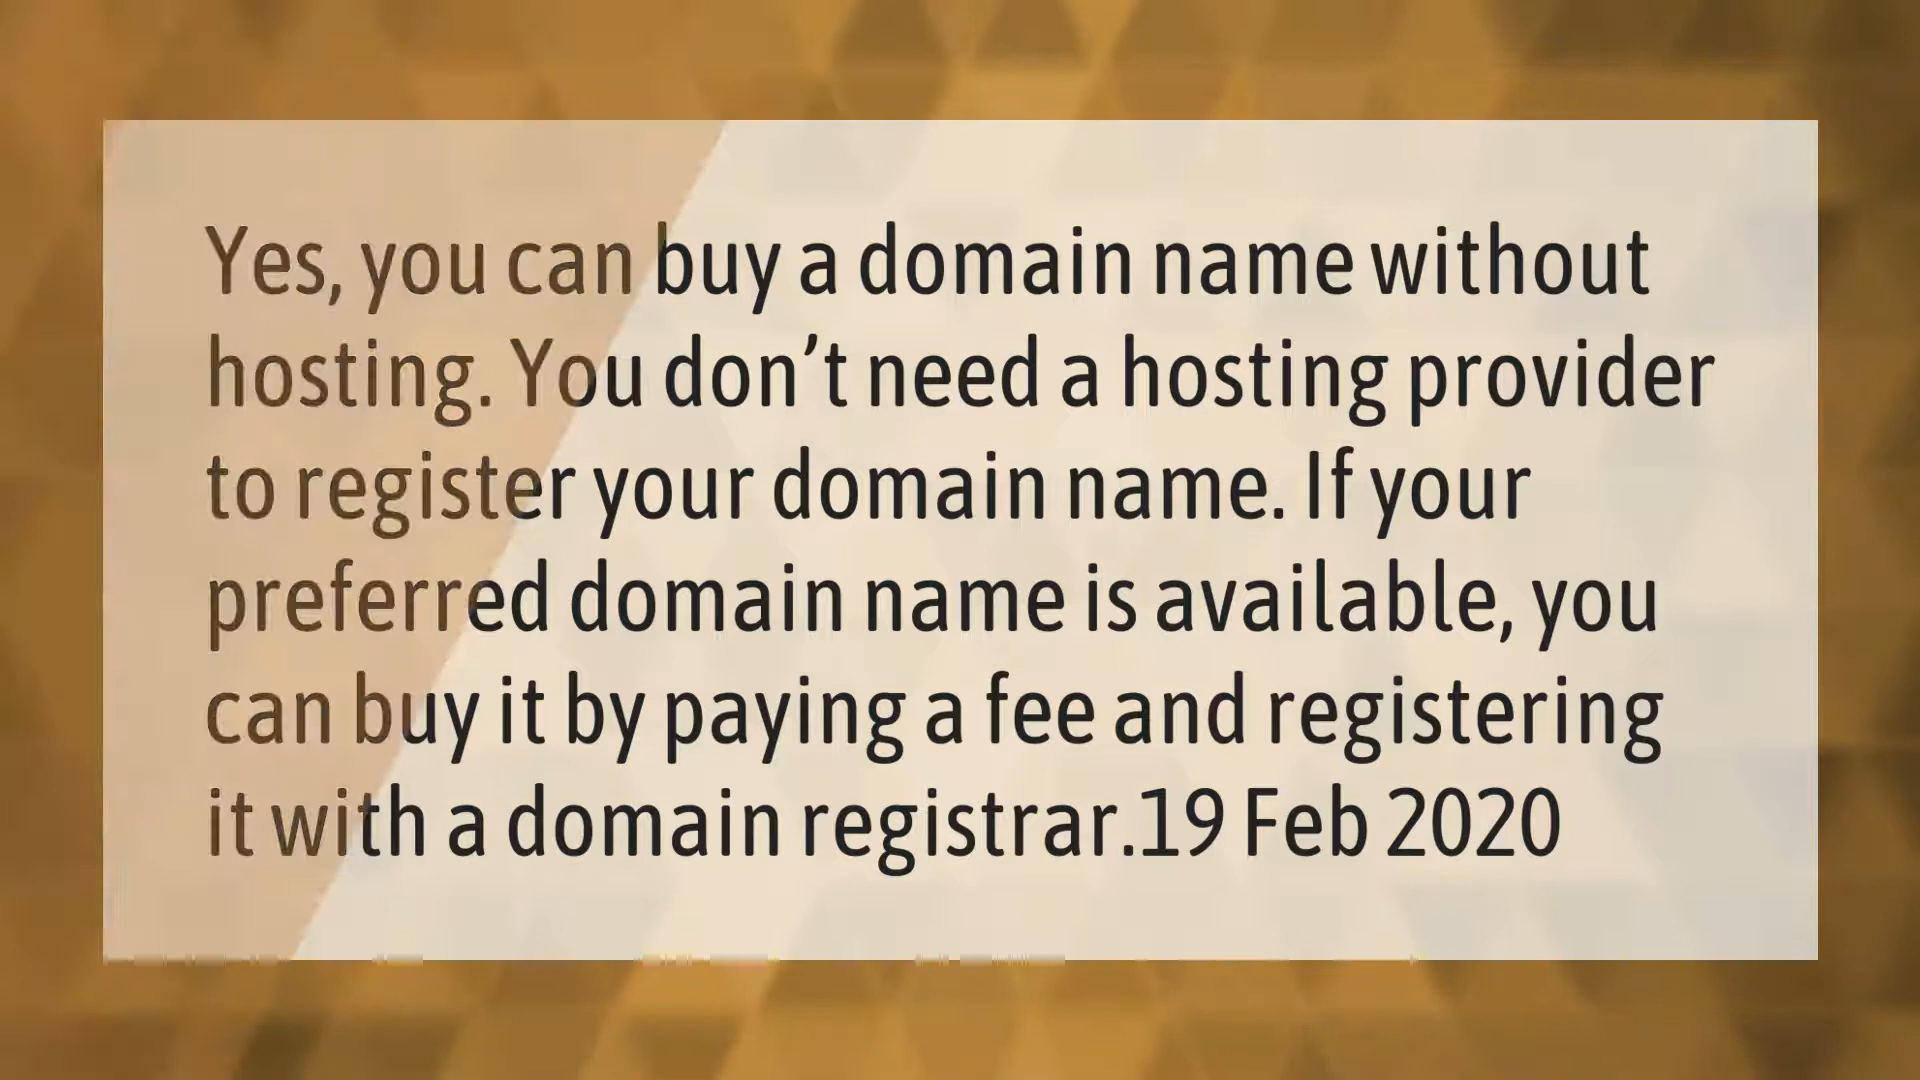 Yes, you can buy a domain name without
hosting. You don’t need a hosting provider
to register your domain name. If your
preferred domain name is available, you
can buy it by paying a fee and registering
it with a domain registrar.19 Feb 2020